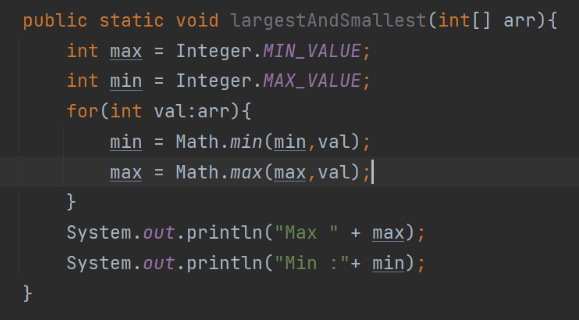 public static void largestAndSmallest(int[] arr){
int max = Integer.MIN_VALUE;
int min = Integer.MAX_VALUE;
for(int val:arr){
min = Math.min(min,val);
max = Math.max(max,val);
}
System.out.println("Max " + max);
System.out.println("Min :"+ min);
}